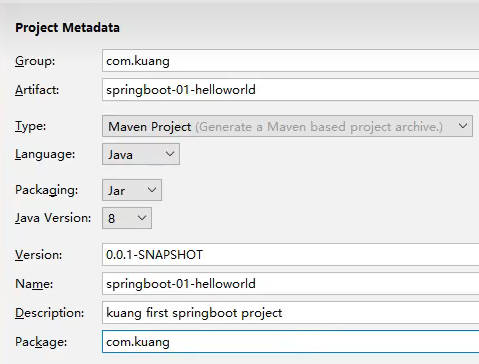 Project Metadata
Group: com.kuang
Artifact: springboot-01-helloworld
Type: Maven Project (Generate a Maven based project archive.)
Language: Java
Packaging: Jar
Java Version: 8
Version: 0.0.1-SNAPSHOT
Name: springboot-01-helloworld
Description: kuang first springboot project
Package: com.kuang